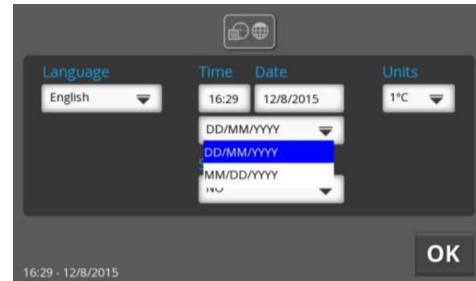 Language Time Date Units
English 16:29 12/8/2015 1°C
DD/MM/YYYY
DD/MM/YYYY
MM/DD/YYYY
NO
OK
16:29 - 12/8/2015